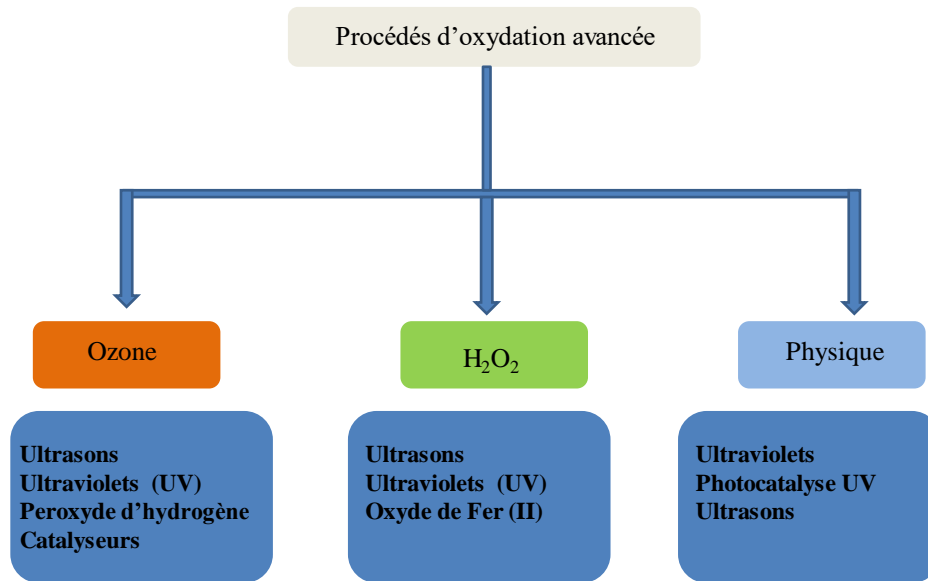 Procédés d’oxydation avancée
Ozone
H₂O₂
Physique
Ultrasons
Ultraviolets (UV)
Peroxyde d’hydrogène
Catalyseurs
Ultrasons
Ultraviolets (UV)
Oxyde de Fer (II)
Ultraviolets
Photocatalyse UV
Ultrasons